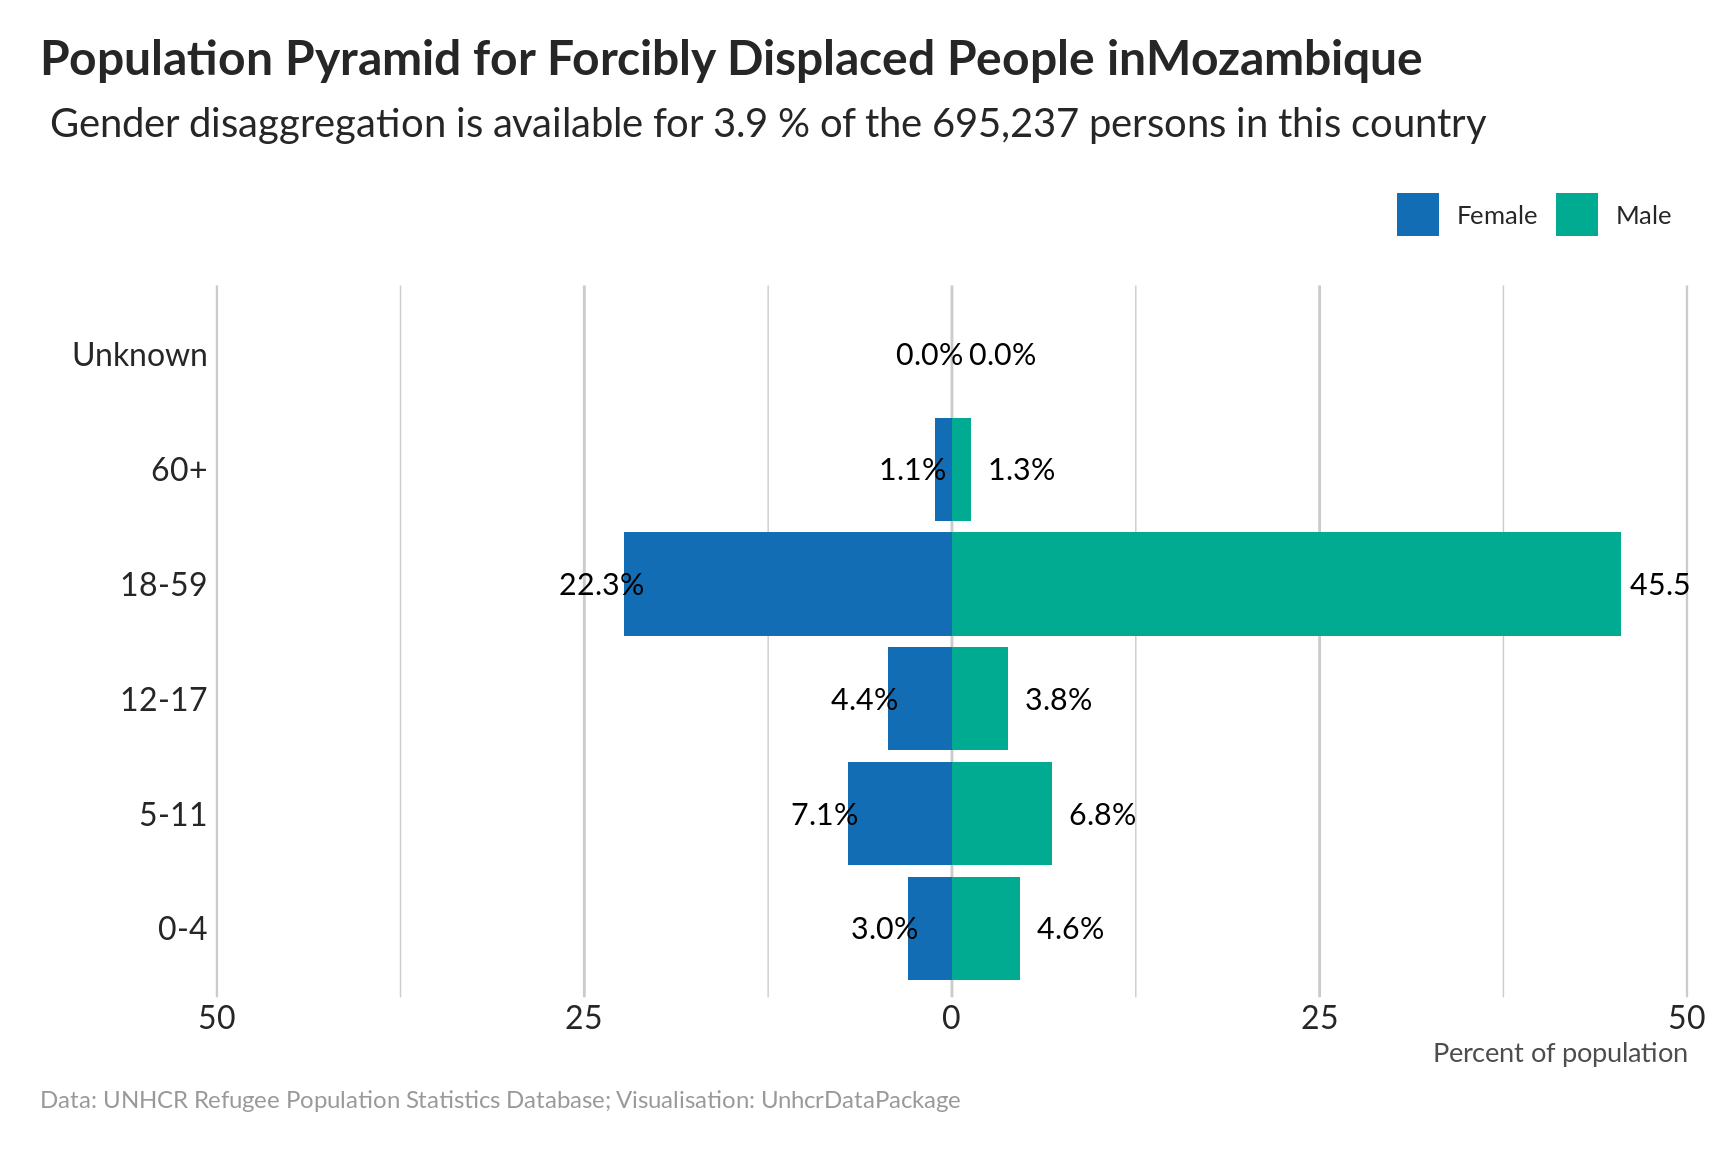 Population Pyramid for Forcibly Displaced People inMozambique
Gender disaggregation is available for 3.9 % of the 695,237 persons in this country
Female Male
Unknown 0.0% 0.0%
60+ 1.1% 1.3%
18-59 22.3% 45.5
12-17 4.4% 3.8%
5-11 7.1% 6.8%
0-4 3.0% 4.6%
50 25 0 25 50
Percent of population
Data: UNHCR Refugee Population Statistics Database; Visualisation: UnhcrDataPackage